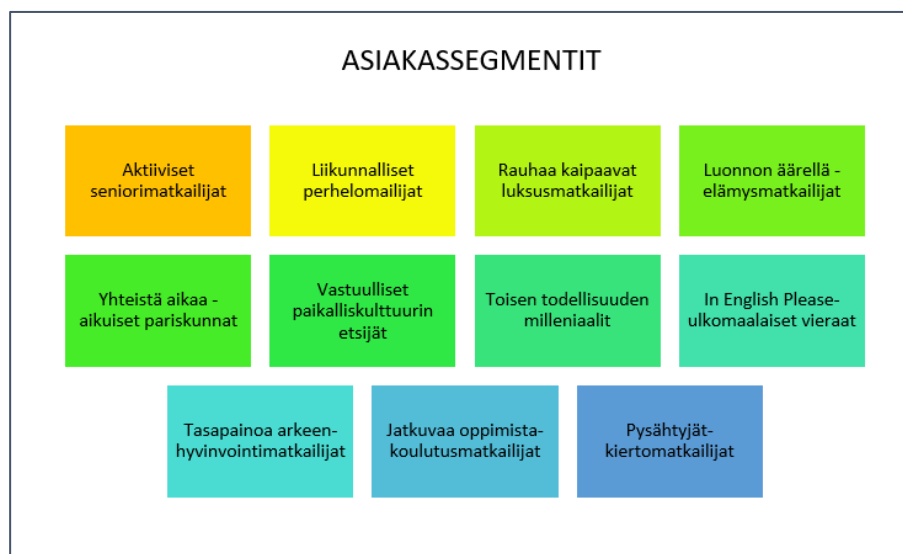 ASIAKASSEGMENTIT
Aktiiviset
seniorimatkailijat
Liikunnalliset
perhelomailijat
Rauhaa kaipaavat
luksusmatkailijat
Luonnon äärellä -
elämysmatkailijat
Yhteistä aikaa -
aikuiset pariskunnat
Vastuulliset
paikalliskulttuurin
etsijät
Toisen todellisuuden
milleniaalit
In English Please-
ulkomaalaiset vieraat
Tasapainoa arkeen-
hyvinvointimatkailijat
Jatkuvaa oppimista-
koulutusmatkailijat
Pysähtyjät-
kiertomatkailijat